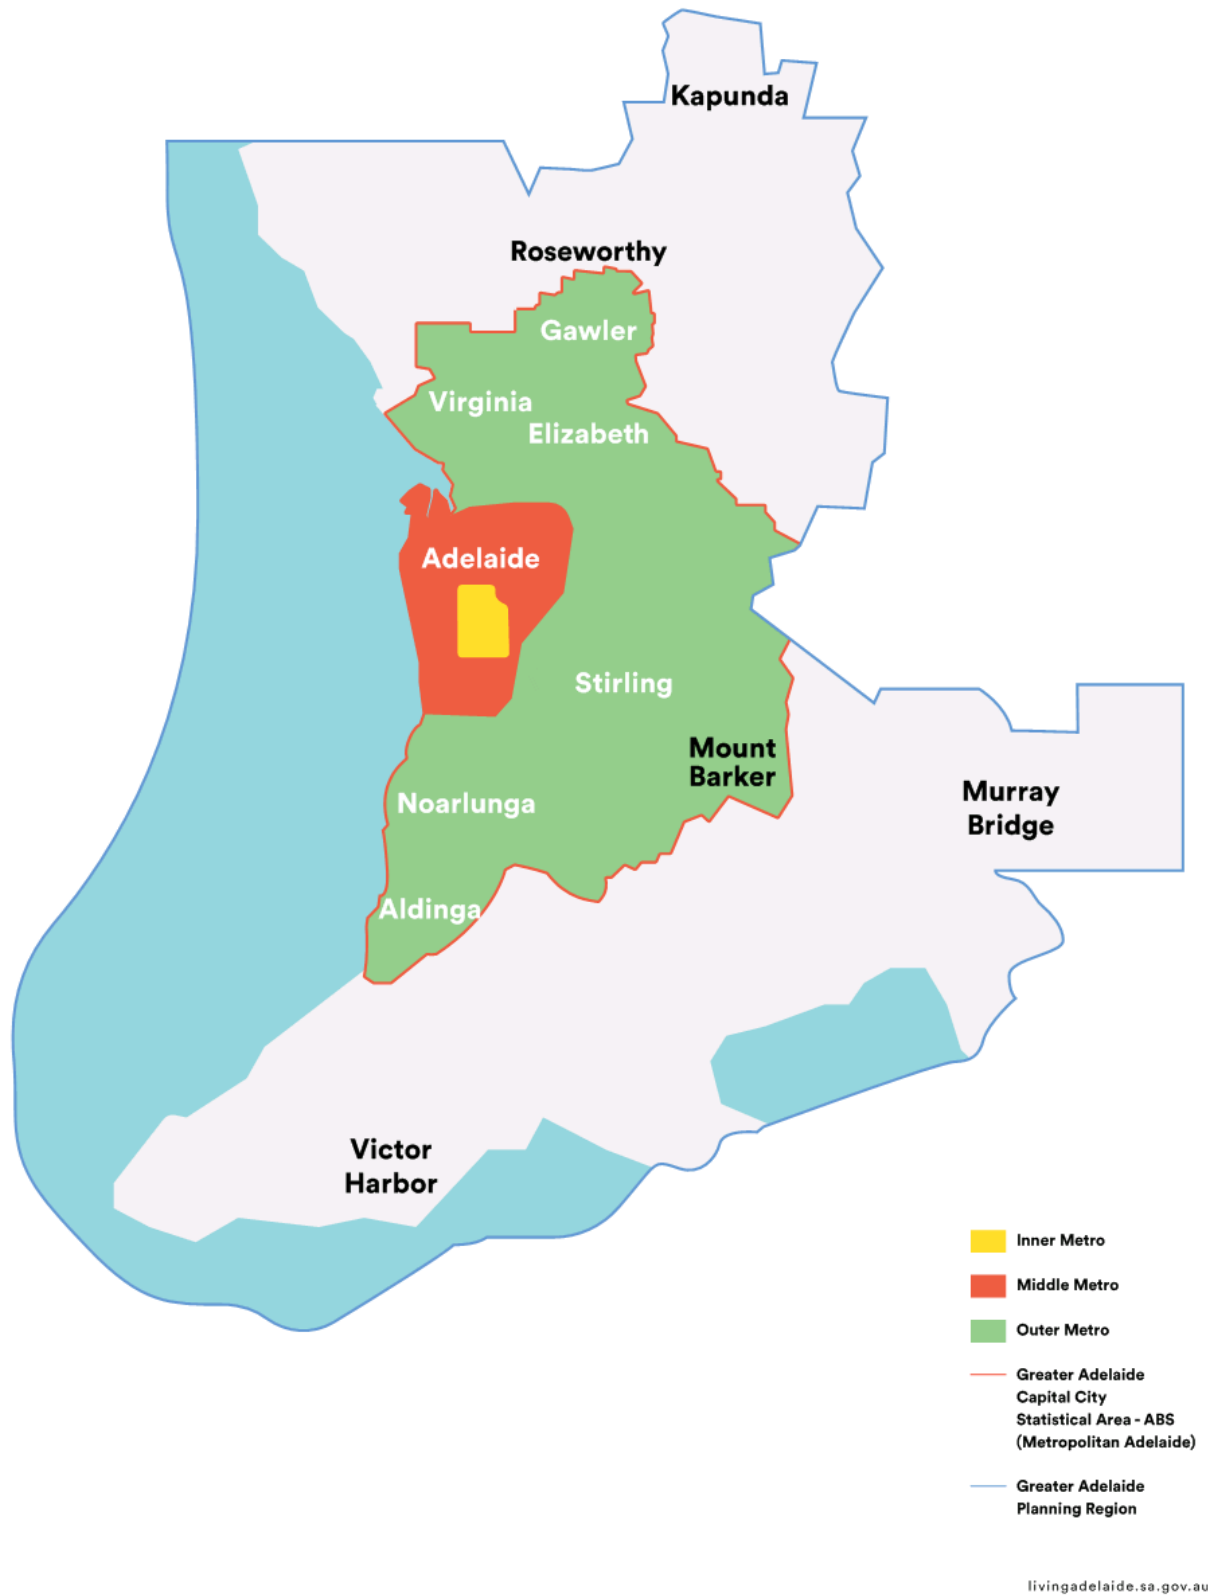 Kapunda
Roseworthy
Gawler
Virginia
Elizabeth
Adelaide
Stirling
Mount
Barker
Noarlunga
Murray
Bridge
Aldinga
Victor
Harbor
Inner Metro
Middle Metro
Outer Metro
Greater Adelaide
Capital City
Statistical Area - ABS
(Metropolitan Adelaide)
Greater Adelaide
Planning Region
livingadelaide.sa.gov.au